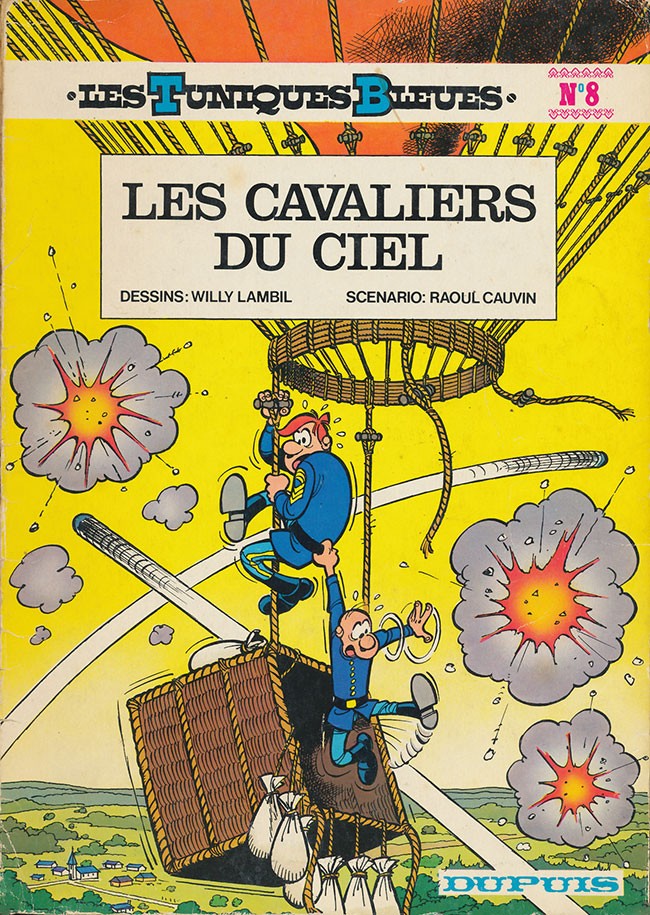 LES TUNIQUES BLEUES
N°8
LES CAVALIERS
DU CIEL
DESSINS: WILLY LAMBIL SCENARIO: RAOUL CAUVIN
DUPUIS